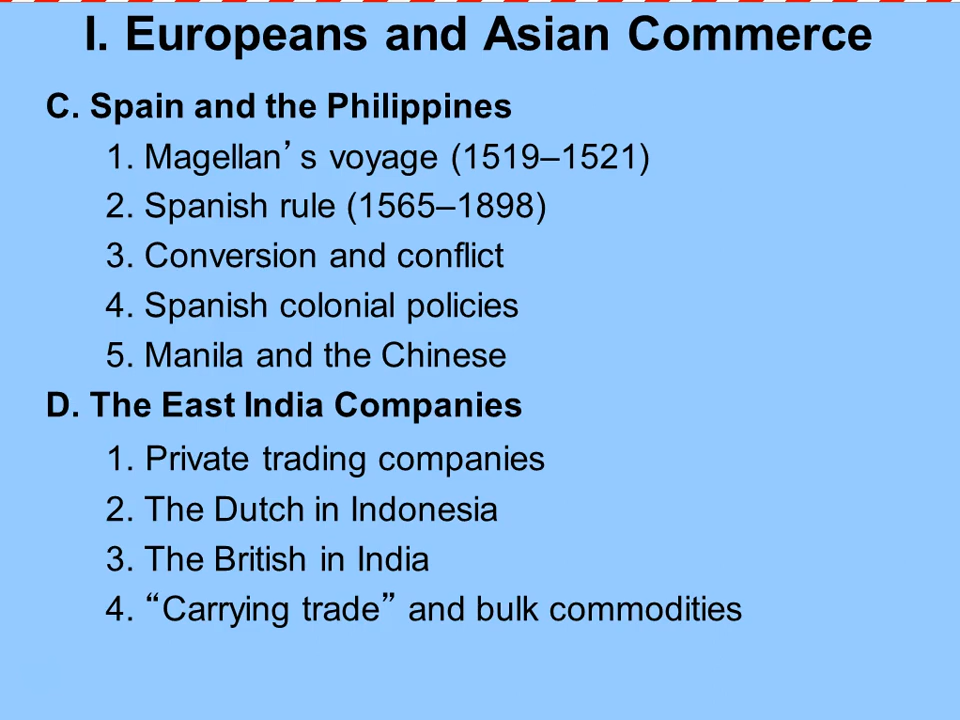 I. Europeans and Asian Commerce
C. Spain and the Philippines
1. Magellan’s voyage (1519–1521)
2. Spanish rule (1565–1898)
3. Conversion and conflict
4. Spanish colonial policies
5. Manila and the Chinese
D. The East India Companies
1. Private trading companies
2. The Dutch in Indonesia
3. The British in India
4. “Carrying trade” and bulk commodities